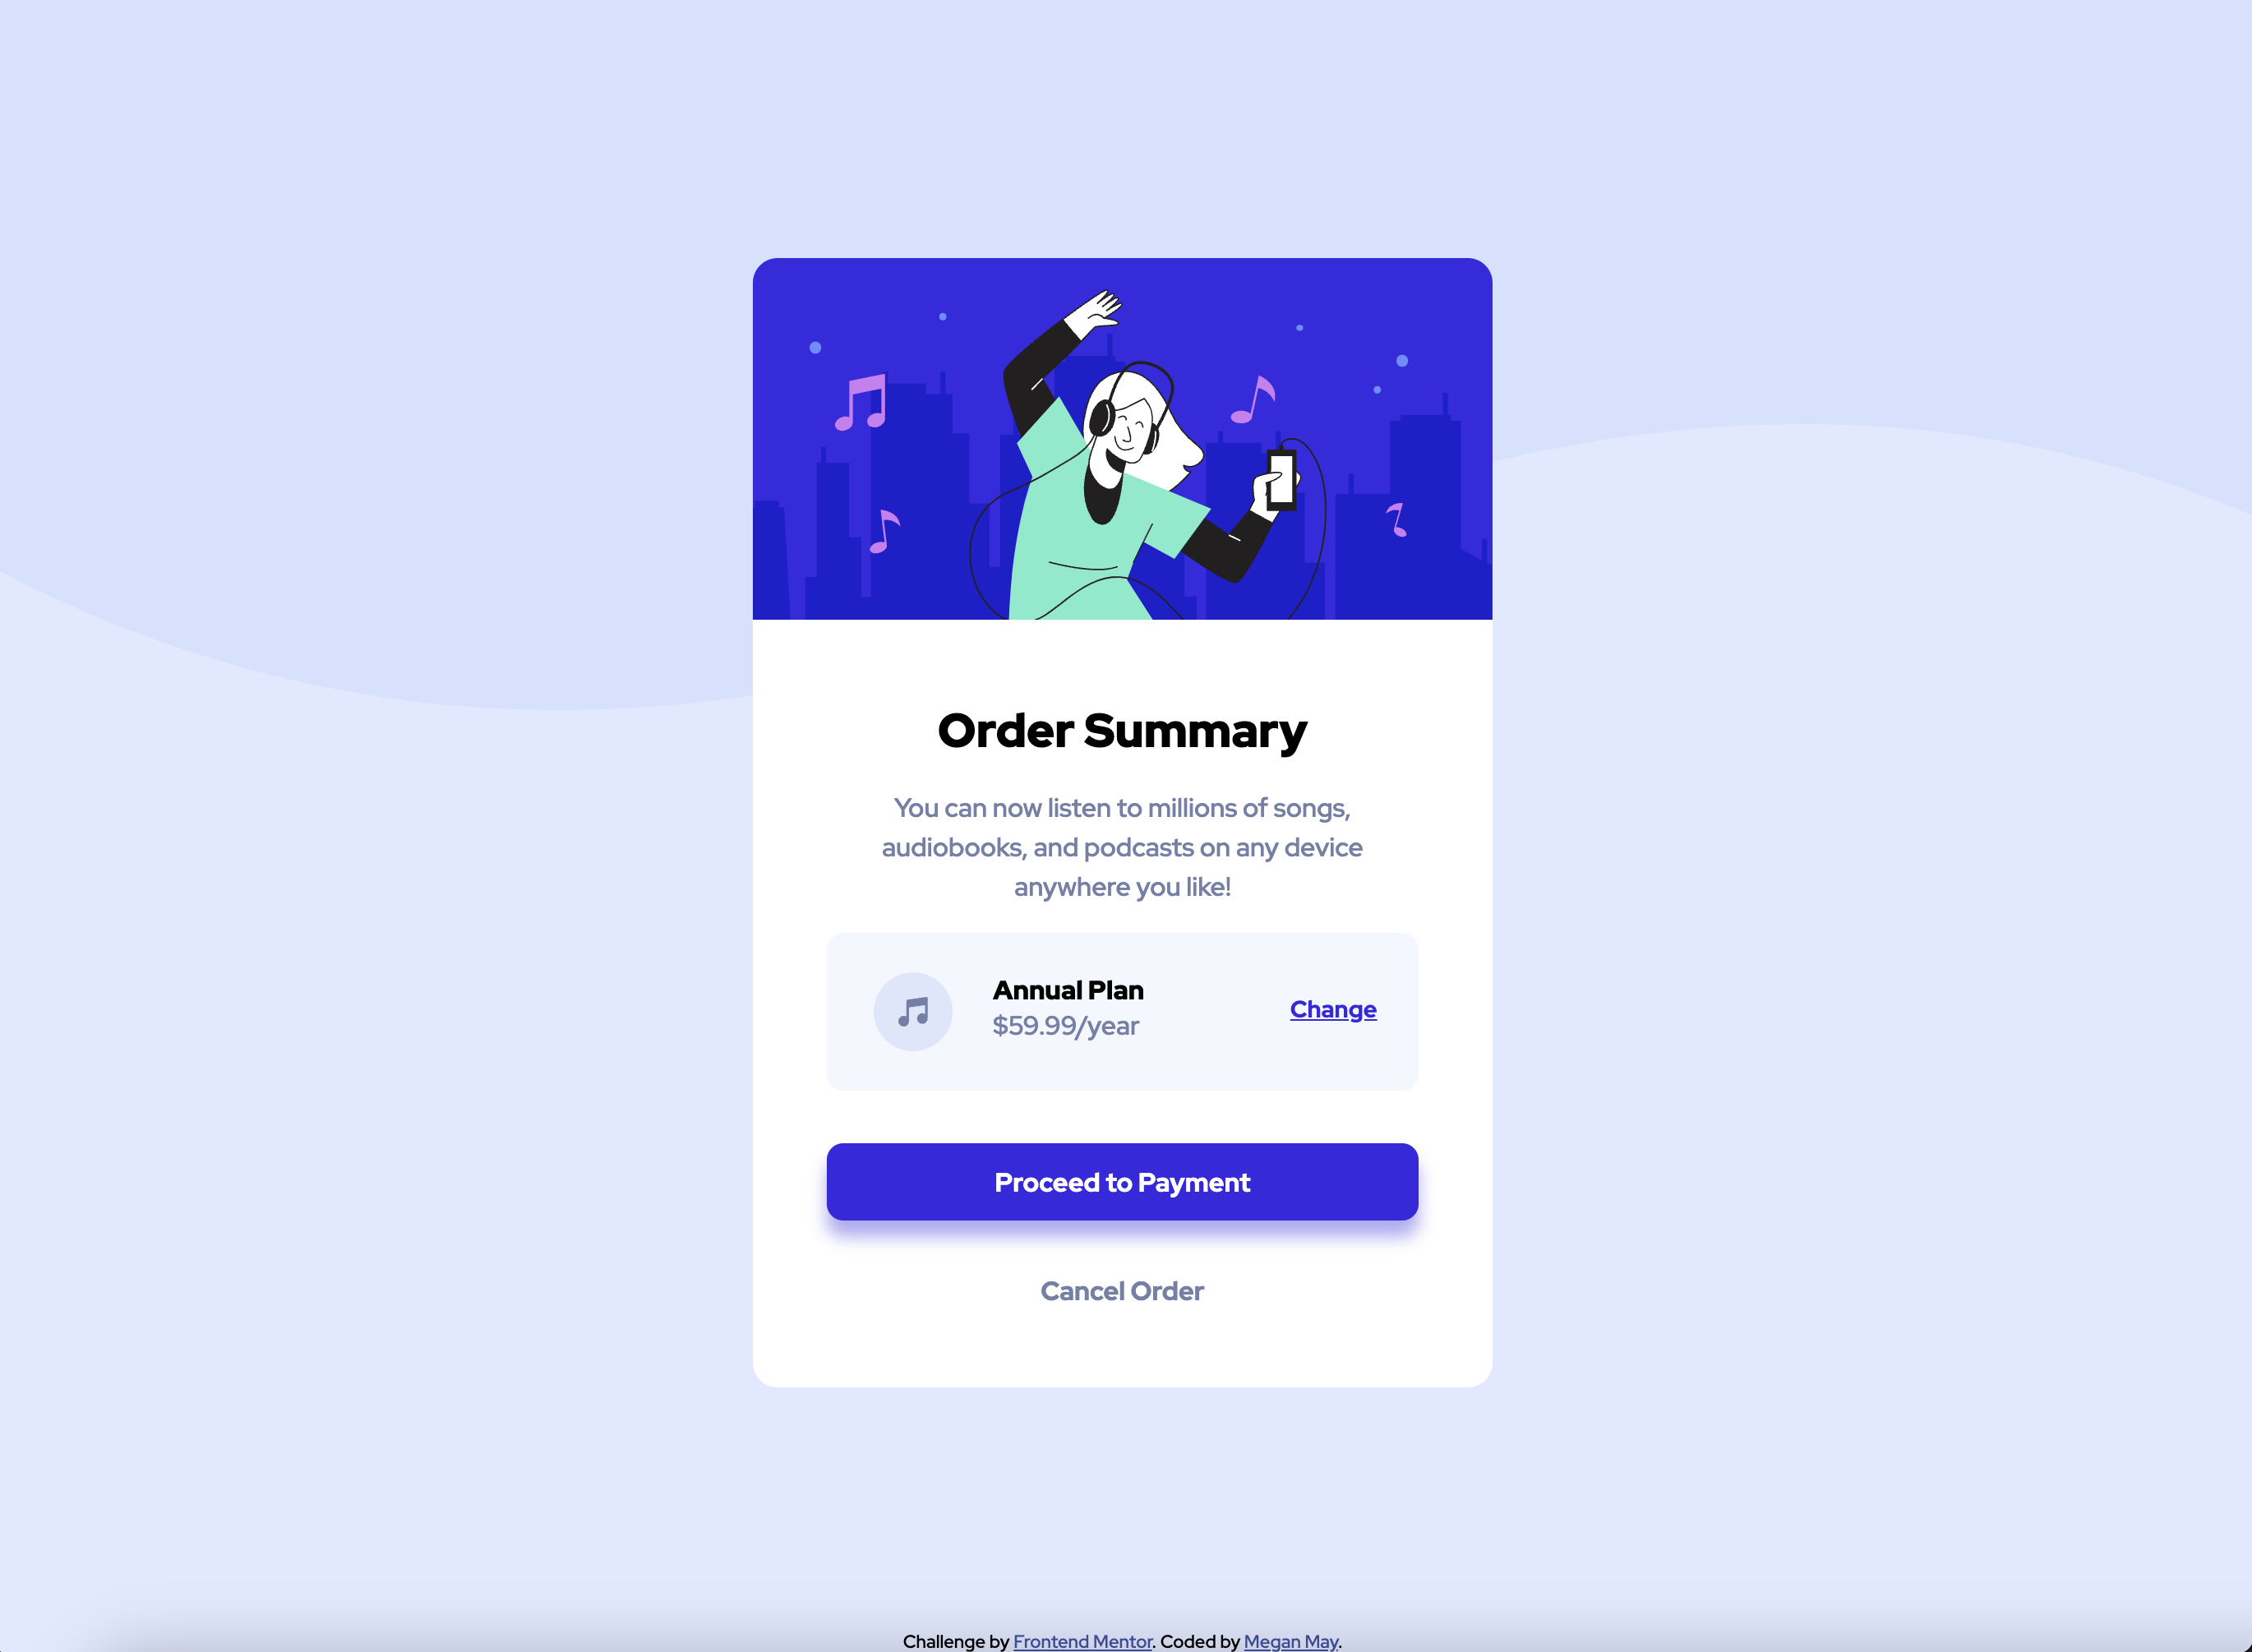 Order Summary
You can now listen to millions of songs,
audiobooks, and podcasts on any device
anywhere you like!
Annual Plan
$59.99/year
Change
Proceed to Payment
Cancel Order
Challenge by Frontend Mentor. Coded by Megan May.